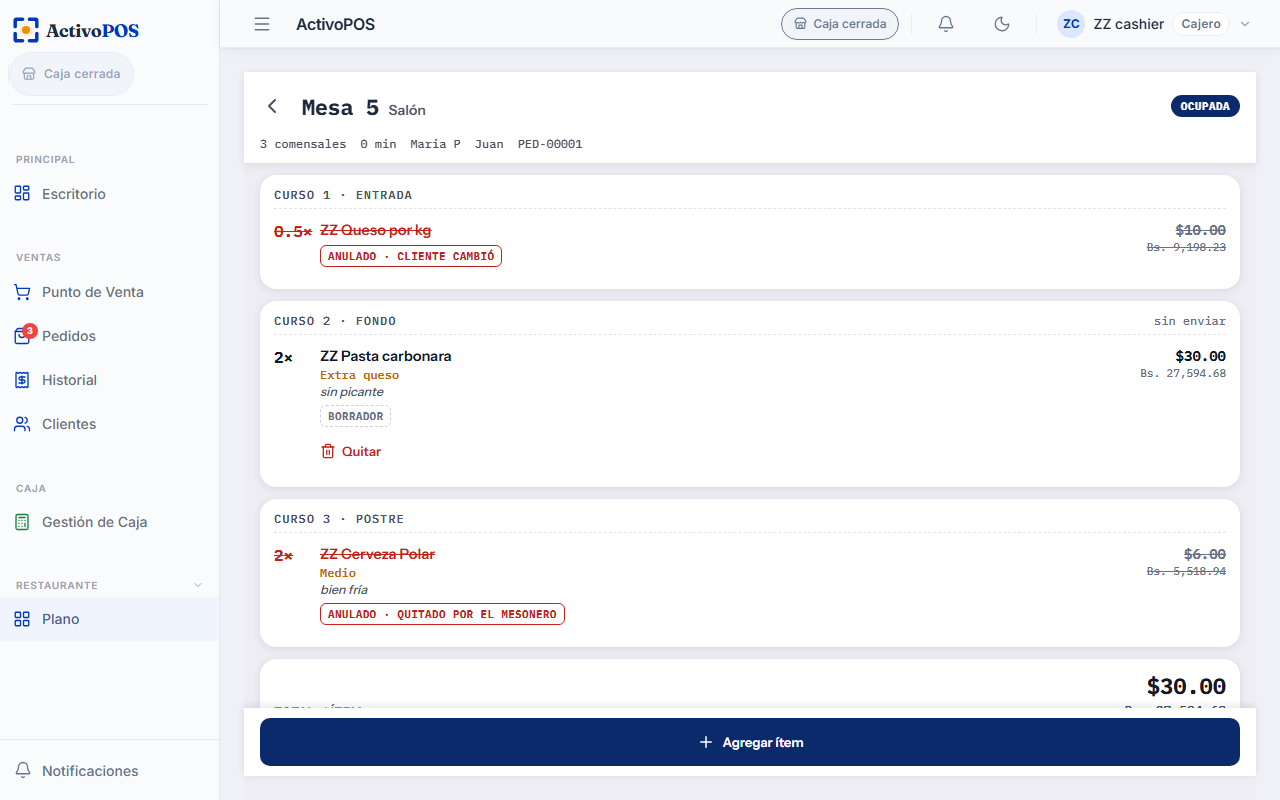 ActivoPOS
Caja cerrada
PRINCIPAL
Escritorio
VENTAS
Punto de Venta
3
Pedidos
Historial
Clientes
CAJA
Gestión de Caja
RESTAURANTE
Plano
Notificaciones
ActivoPOS
Caja cerrada
ZC ZZ cashier Cajero
Mesa 5 Salón
OCUPADA
3 comensales 0 min Maria P Juan PED-00001
CURSO 1 · ENTRADA
0.5× ZZ Queso por kg $10.00
Bs. 9,198.23
ANULADO · CLIENTE CAMBIÓ
CURSO 2 · FONDO sin enviar
2× ZZ Pasta carbonara $30.00
Extra queso Bs. 27,594.68
sin picante
BORRADOR
Quitar
CURSO 3 · POSTRE
2× ZZ Cerveza Polar $6.00
Medio Bs. 5,518.94
bien fría
ANULADO · QUITADO POR EL MESONERO
$30.00
Agregar ítem